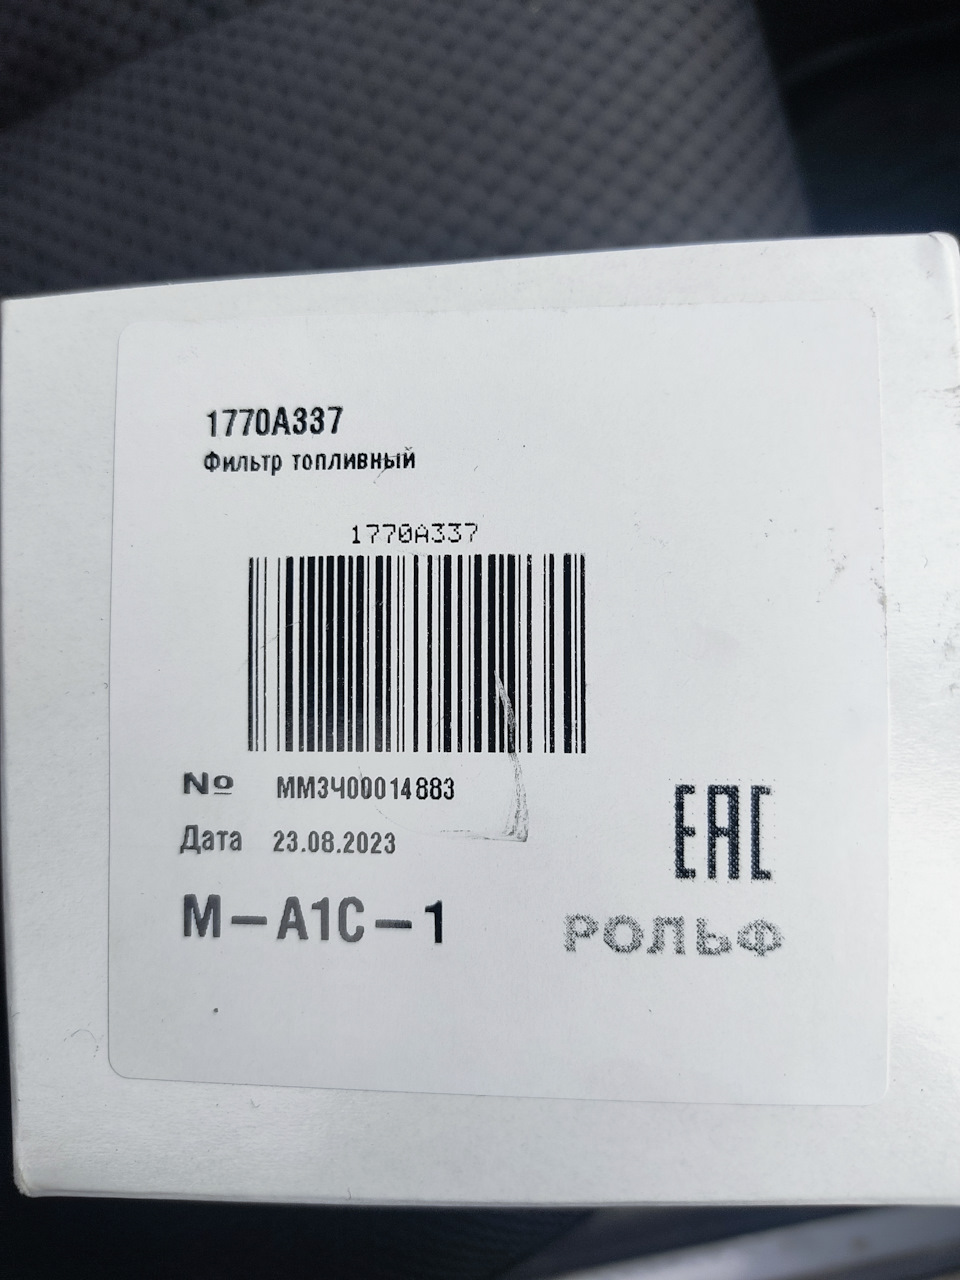 1770A337
Фильтр топливный
1770A337
№ ММЗЧ00014883
Дата 23.08.2023
M-A1C-1
EAC
РОЛЬФ